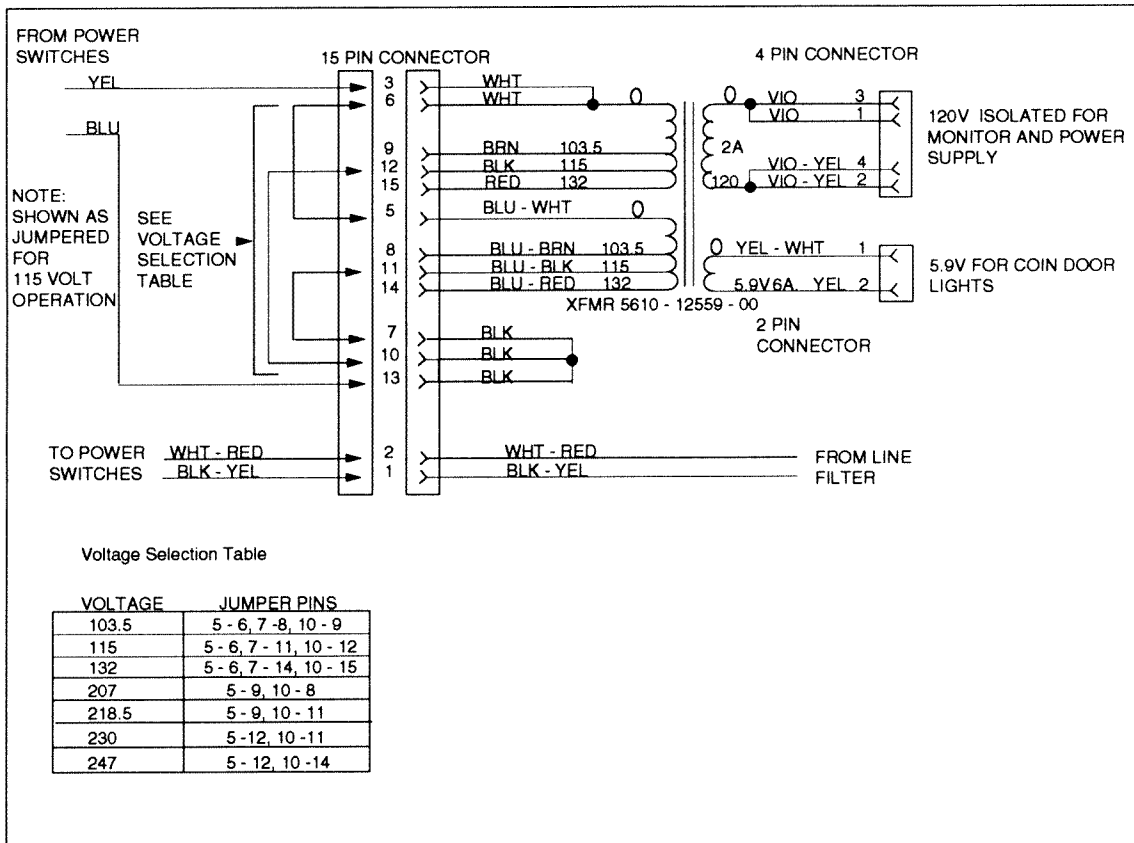 FROM POWER
SWITCHES
15 PIN CONNECTOR
4 PIN CONNECTOR
YEL
3 WHT
6 WHT 0
0 VIO 3
VIO 1
120V ISOLATED FOR
MONITOR AND POWER
SUPPLY
BLU
9 BRN 103.5
12 BLK 115
15 RED 132
2A
VIO - YEL 4
120 VIO - YEL 2
NOTE:
SHOWN AS
JUMPERED
FOR
115 VOLT
OPERATION
SEE
VOLTAGE
SELECTION
TABLE
5 BLU - WHT 0
8 BLU - BRN 103.5
11 BLU - BLK 115
14 BLU - RED 132
0 YEL - WHT 1
5.9V6A. YEL 2
5.9V FOR COIN DOOR
LIGHTS
XFMR 5610 - 12559 - 00
2 PIN
CONNECTOR
7 BLK
10 BLK
13 BLK
TO POWER
SWITCHES
WHT - RED 2 WHT - RED
BLK - YEL 1 BLK - YEL
FROM LINE
FILTER
Voltage Selection Table
VOLTAGE JUMPER PINS
103.5 5 - 6, 7 -8, 10 - 9
115 5 - 6, 7 - 11, 10 - 12
132 5 - 6, 7 - 14, 10 - 15
207 5 - 9, 10 - 8
218.5 5 - 9, 10 - 11
230 5 -12, 10 -11
247 5 - 12, 10 -14